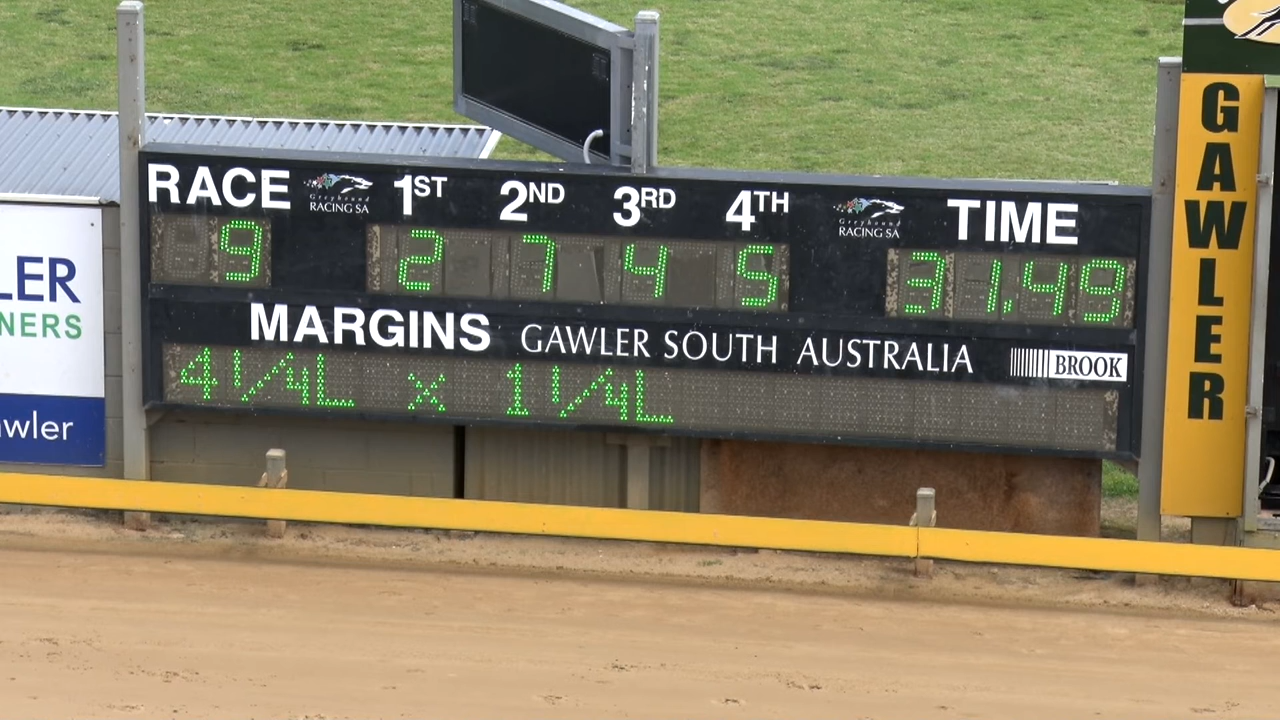 RACE 1ST 2ND 3RD 4TH TIME
Greyhound RACING SA
Greyhound RACING SA
9 2 7 4 5 31.49
MARGINS GAWLER SOUTH AUSTRALIA BROOK
4 1/4L x 1 1/4L
GAWLER
LER
NERS
wler